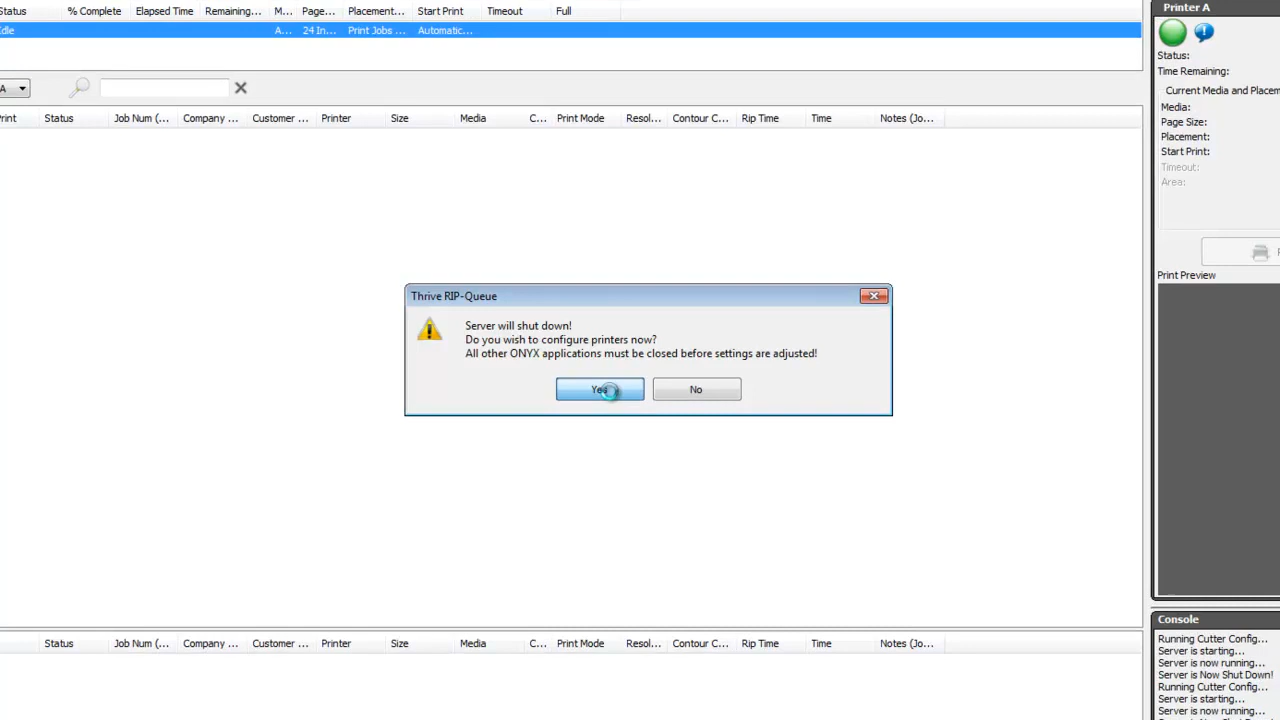 Status % Complete Elapsed Time Remaining... M... Page... Placement... Start Print Timeout Full
Idle A... 24 In... Print Jobs ... Automatic...
A
Print Status Job Num (... Company ... Customer ... Printer Size Media C... Print Mode Resol... Contour C... Rip Time Time Notes (Jo...
Thrive RIP-Queue
Server will shut down!
Do you wish to configure printers now?
All other ONYX applications must be closed before settings are adjusted!
Yes No
Status Job Num (... Company ... Customer ... Printer Size Media C... Print Mode Resol... Contour C... Rip Time Time Notes (Jo...
Printer A
Status:
Time Remaining:
Current Media and Placem
Media:
Page Size:
Placement:
Start Print:
Timeout:
Area:
Print Preview
Console
Running Cutter Config...
Server is starting...
Server is now running...
Server is Now Shut Down!
Running Cutter Config...
Server is starting...
Server is now running...